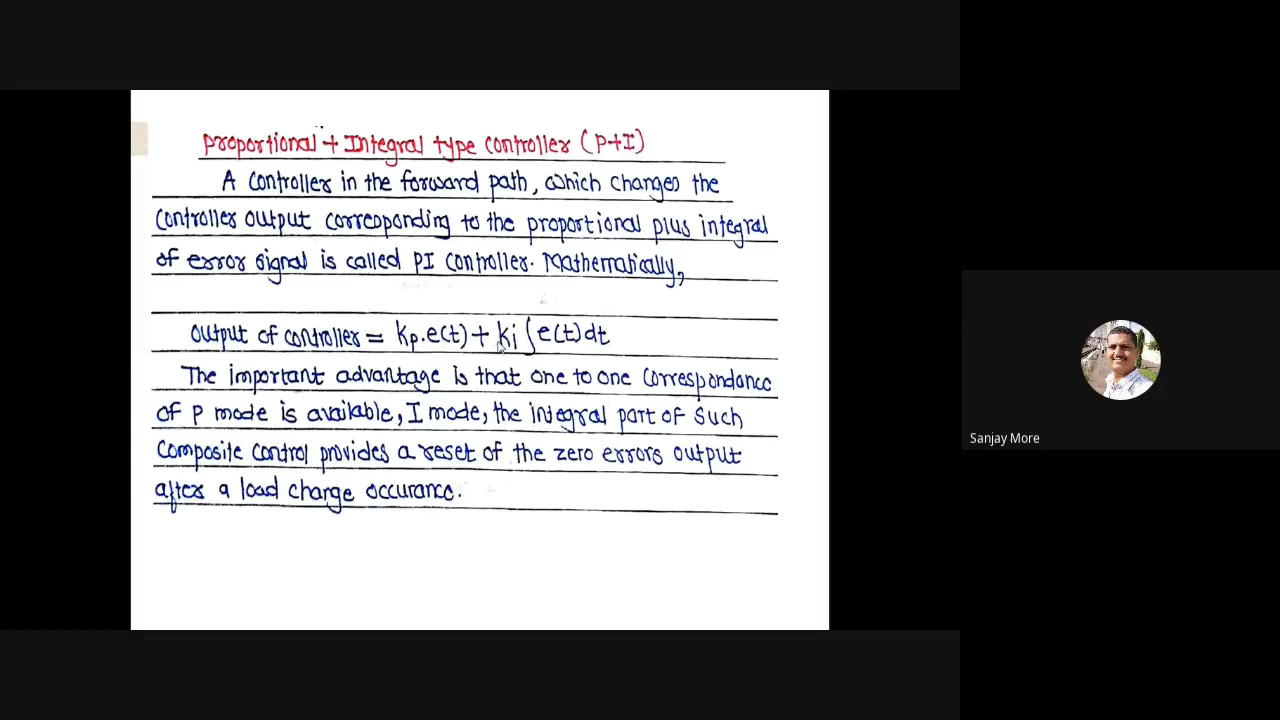 Proportional + Integral type controller (P+I)
A controller in the forward path, which changes the
controller output corresponding to the proportional plus integral
of error signal is called PI controller. Mathematically,
output of controller = Kp.e(t) + Ki ∫e(t)dt
The important advantage is that one to one correspondance
of P mode is available, I mode, the integral part of such
composite control provides a reset of the zero errors output
after a load change occurance.
Sanjay More